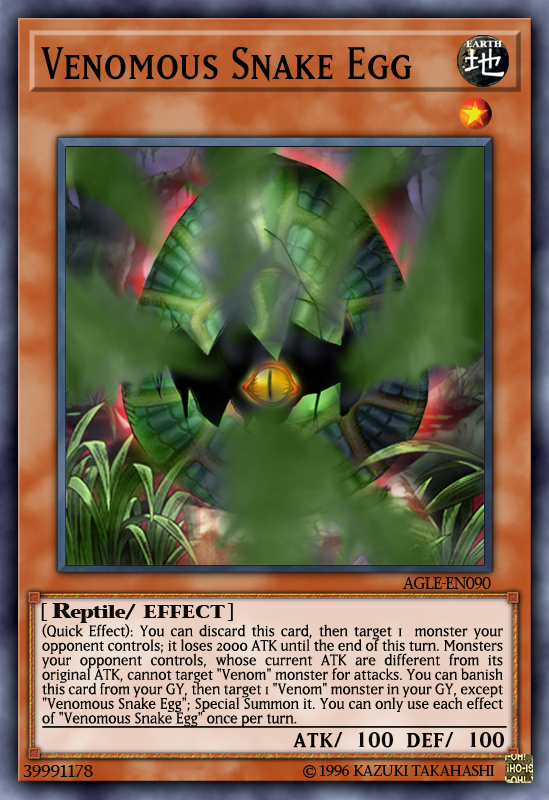 VENOMOUS SNAKE EGG
EARTH
地
AGLE-EN090
[ Reptile/ EFFECT ]
(Quick Effect): You can discard this card, then target 1 monster your
opponent controls; it loses 2000 ATK until the end of this turn. Monsters
your opponent controls, whose current ATK are different from its
original ATK, cannot target "Venom" monster for attacks. You can banish
this card from your GY, then target 1 "Venom" monster in your GY, except
"Venomous Snake Egg"; Special Summon it. You can only use each effect
of "Venomous Snake Egg" once per turn.
ATK/ 100 DEF/ 100
39991178
©1996 KAZUKI TAKAHASHI